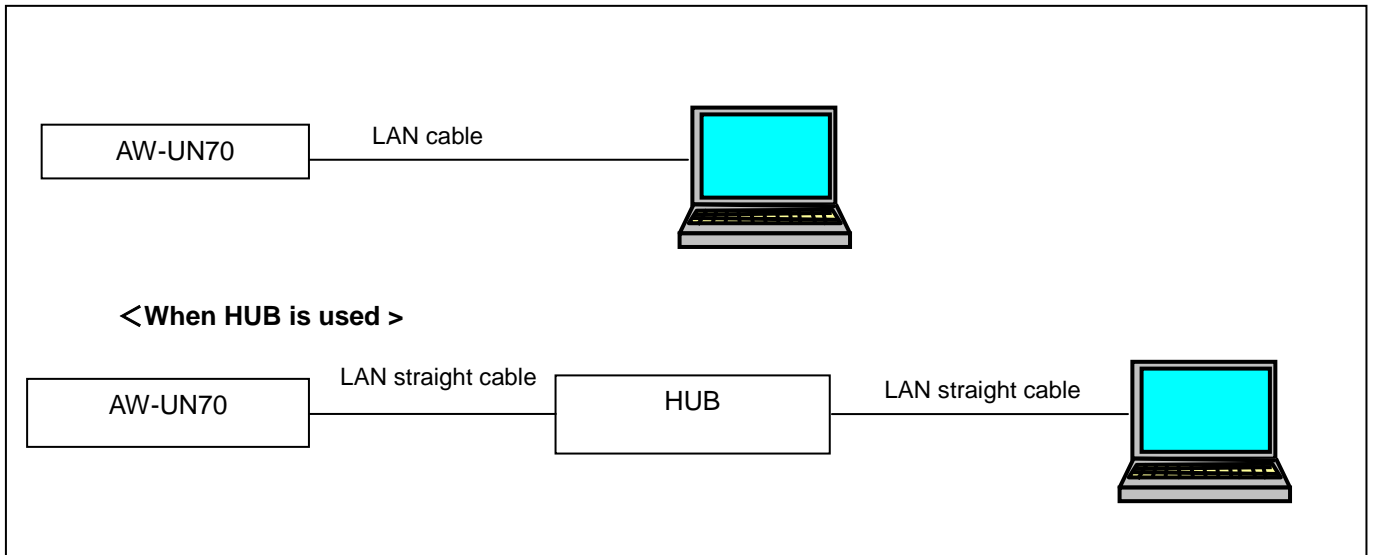 AW-UN70
LAN cable
＜When HUB is used >
AW-UN70
LAN straight cable
HUB
LAN straight cable